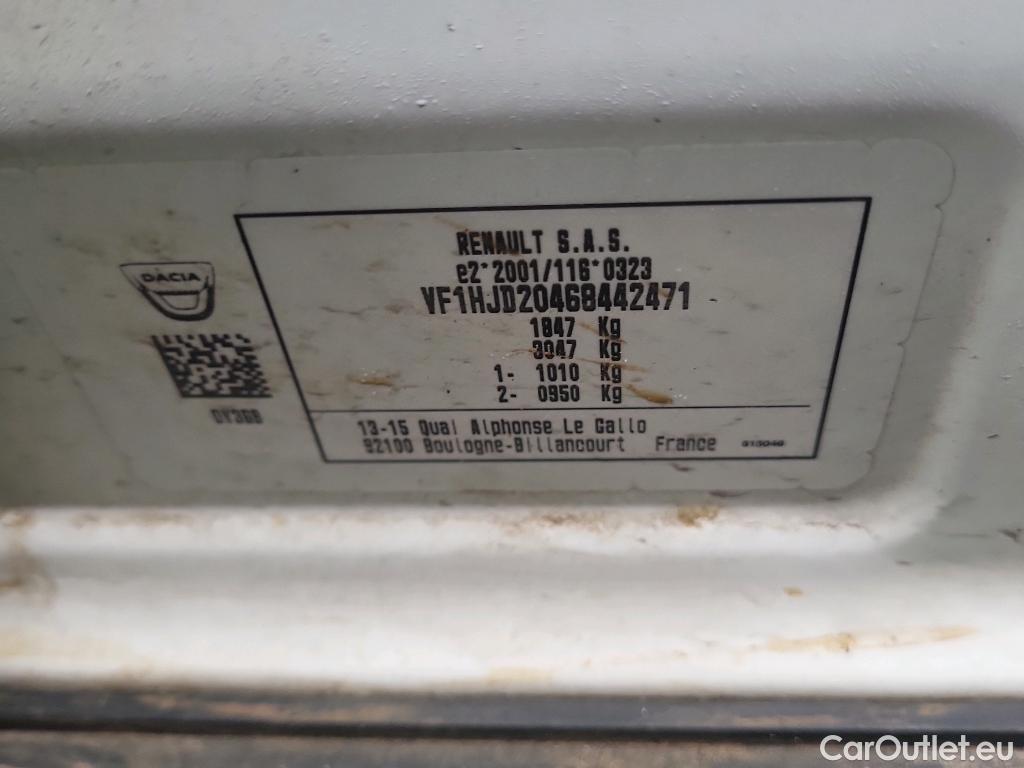 RENAULT S.A.S.
e2*2001/116*0323
DACIA
VF1HJD20468442471
1847 Kg
3047 Kg
1- 1010 Kg
2- 0950 Kg
DY36B
13-15 Quai Alphonse Le Gallo
92100 Boulogne-Billancourt France
CarOutlet.eu